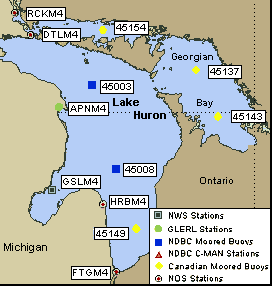 RCKM4
45154
DTLM4
Georgian
45137
45003
Lake
Huron
Bay
APNM4
45143
45008
Ontario
GSLM4
HRBM4
45149
Michigan
FTGM4
NWS Stations
GLERL Stations
NDBC Moored Buoys
NDBC C-MAN Stations
Canadian Moored Buoys
NOS Stations